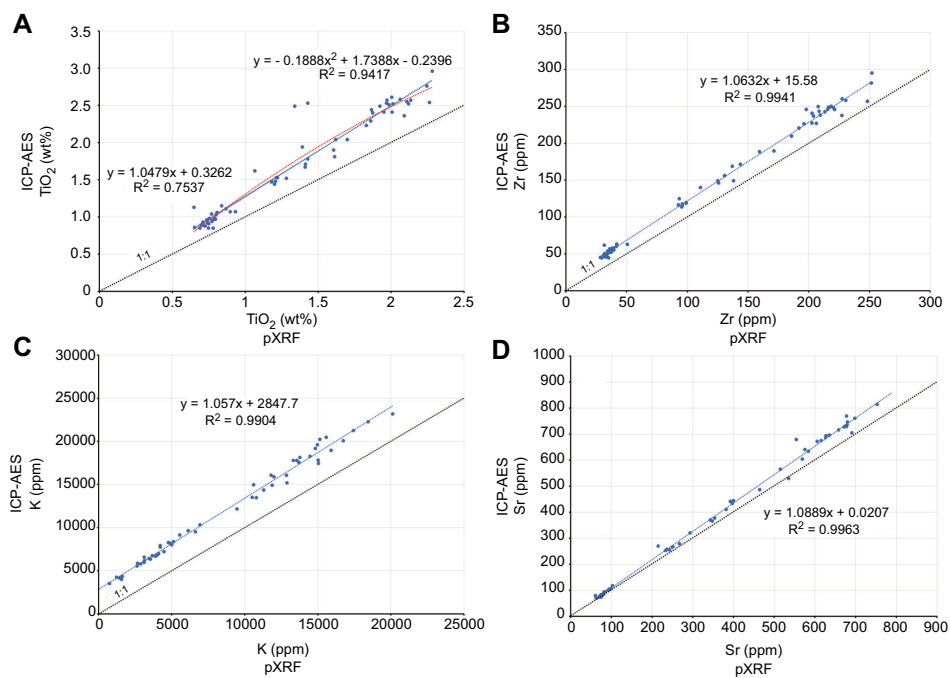 A
ICP-AES
TiO2 (wt%)
3.5
3.0
2.5
2.0
1.5
1.0
0.5
0
y = - 0.1888x² + 1.7388x - 0.2396
R² = 0.9417
y = 1.0479x + 0.3262
R² = 0.7537
1:1
0
0.5
1
1.5
2.0
2.5
TiO2 (wt%)
pXRF
B
ICP-AES
Zr (ppm)
350
300
250
200
150
100
50
0
y = 1.0632x + 15.58
R² = 0.9941
1:1
0
50
100
150
200
250
300
Zr (ppm)
pXRF
C
ICP-AES
K (ppm)
30000
25000
20000
15000
10000
5000
0
y = 1.057x + 2847.7
R² = 0.9904
1:1
0
5000
10000
15000
20000
25000
K (ppm)
pXRF
D
ICP-AES
Sr (ppm)
1000
900
800
700
600
500
400
300
200
100
0
y = 1.0889x + 0.0207
R² = 0.9963
0
100
200
300
400
500
600
700
800
900
Sr (ppm)
pXRF